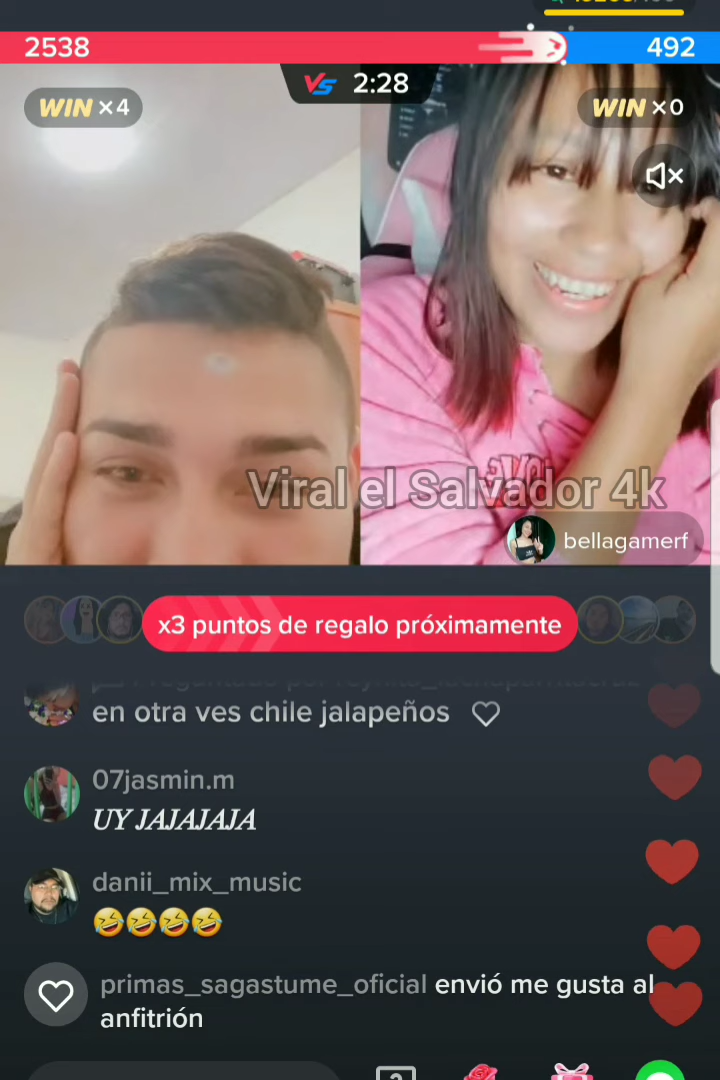 2538
492
VS 2:28
WIN ×4
WIN ×0
Viral el Salvador 4k
bellagamerf
x3 puntos de regalo próximamente
en otra ves chile jalapeños
07jasmin.m
UY JAJAJAJA
danii_mix_music
🤣🤣🤣🤣
primas_sagastume_oficial envió me gusta al
anfitrión